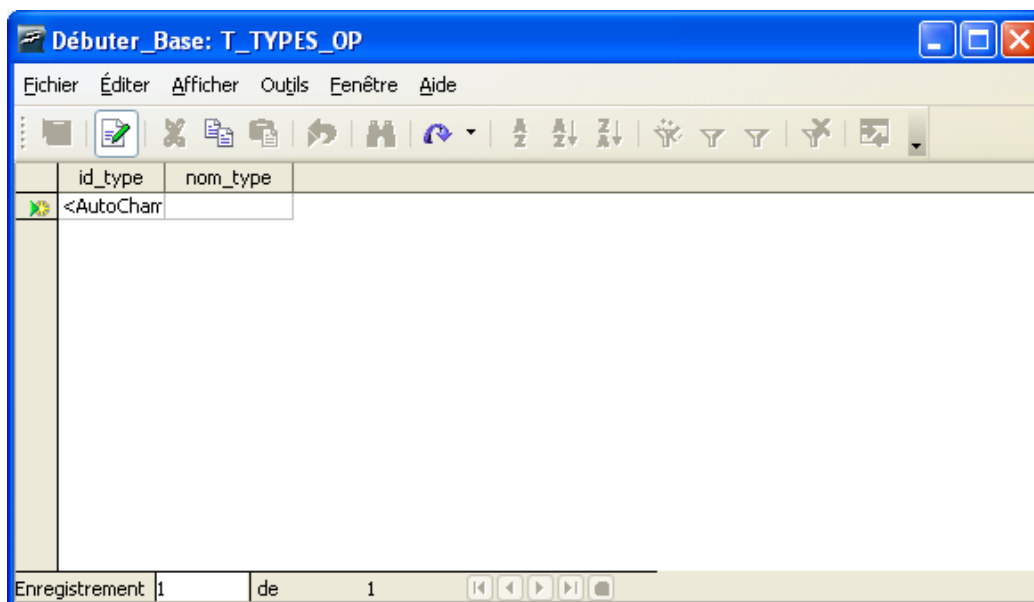 Débuter_Base: T_TYPES_OP
Fichier Éditer Afficher Outils Fenêtre Aide
id_type nom_type
<AutoCham
Enregistrement 1 de 1